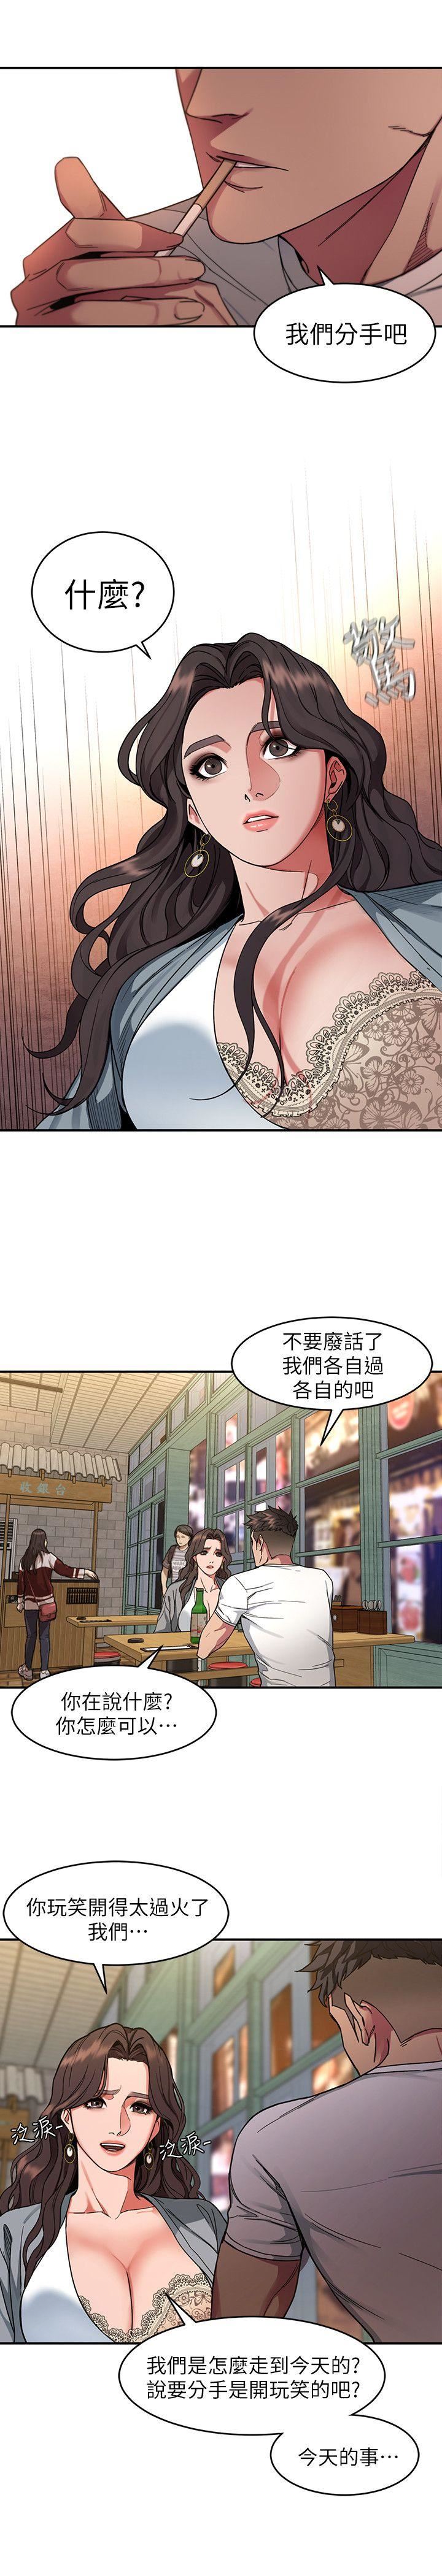 我們分手吧
什麼?
驚
不要廢話了
我們各自過
各自的吧
收銀台
你在說什麼?
你怎麼可以…
你玩笑開得太過火了
我們…
泣淚-
泣淚-
我們是怎麼走到今天的?
說要分手是開玩笑的吧?
今天的事…